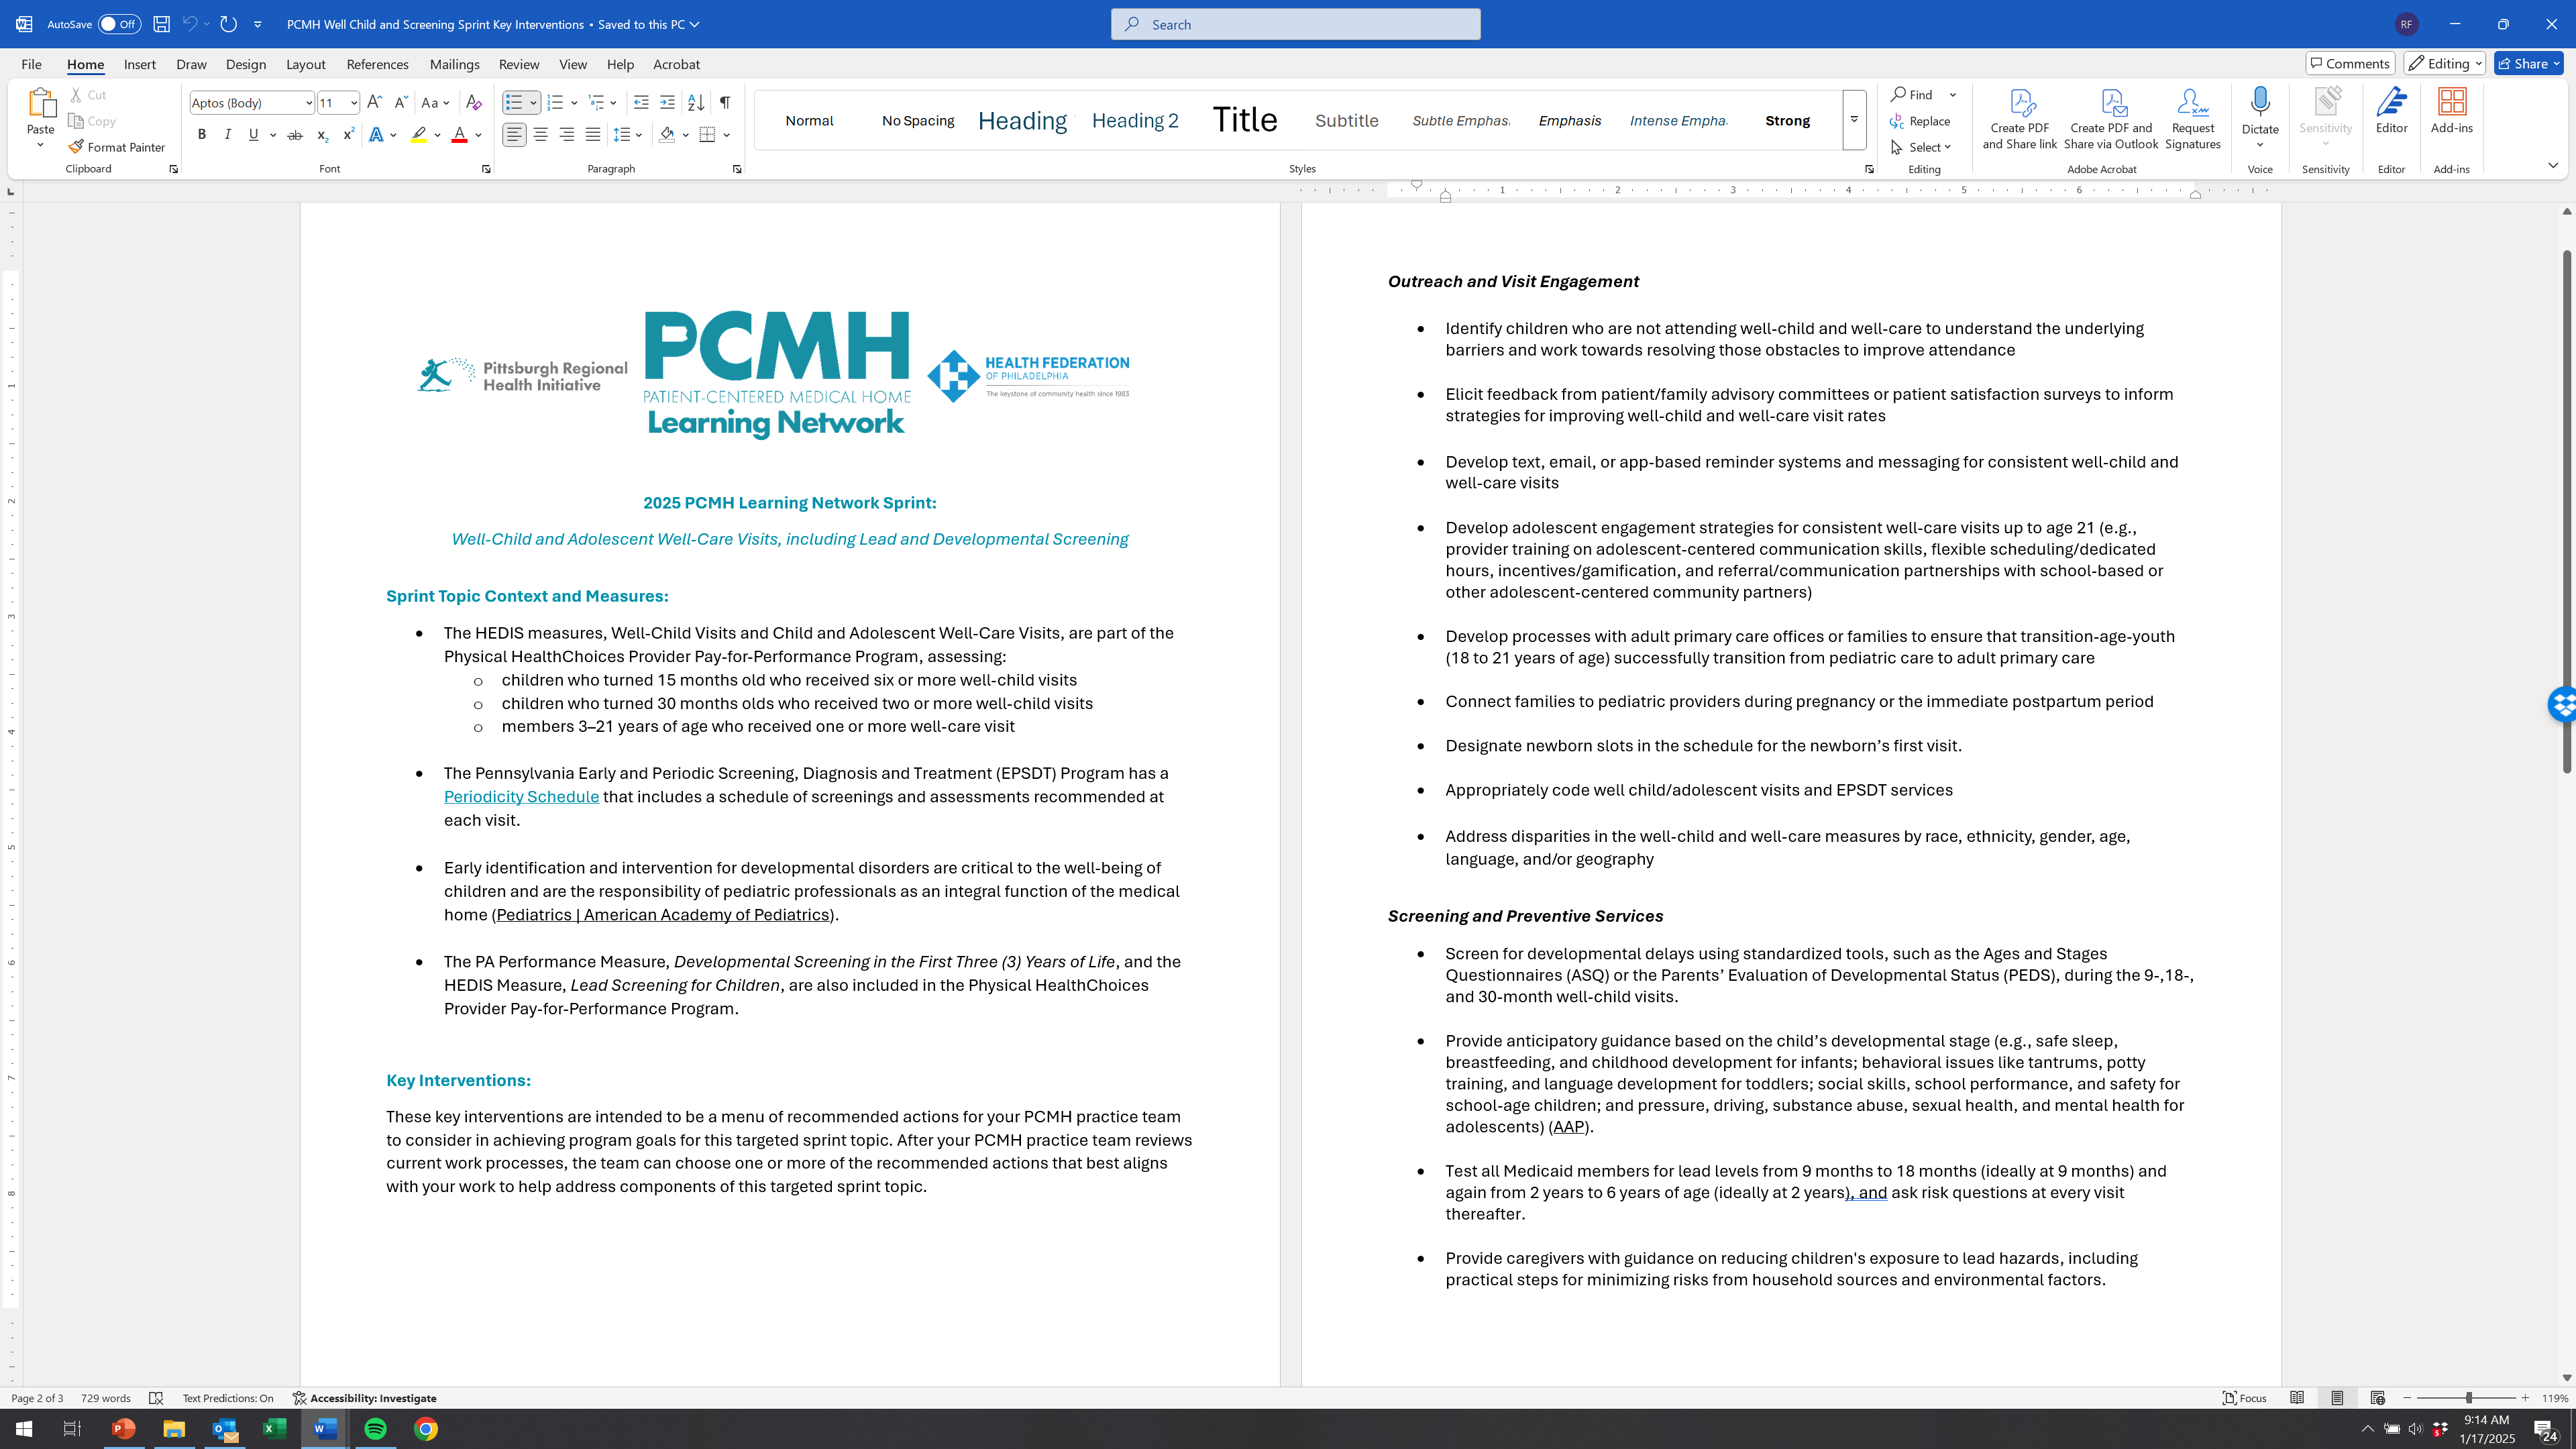 AutoSave Off PCMH Well Child and Screening Sprint Key Interventions • Saved to this PC Search RF
File Home Insert Draw Design Layout References Mailings Review View Help Acrobat Comments Editing Share
Paste Cut Copy Format Painter Clipboard
Aptos (Body) 11 Aa Font
Paragraph
Normal No Spacing Heading Heading 2 Title Subtitle Subtle Emphas. Emphasis Intense Empha. Strong Styles
Find Replace Select Editing
Create PDF and Share link Create PDF and Share via Outlook Request Signatures Adobe Acrobat
Dictate Voice
Sensitivity Sensitivity
Editor Editor
Add-ins Add-ins
1 2 3 4 5 6
Pittsburgh Regional
Health Initiative
PCMH
PATIENT-CENTERED MEDICAL HOME
Learning Network
HEALTH FEDERATION
OF PHILADELPHIA
The keystone of community health since 1983
2025 PCMH Learning Network Sprint:
Well-Child and Adolescent Well-Care Visits, including Lead and Developmental Screening
Sprint Topic Context and Measures:
• The HEDIS measures, Well-Child Visits and Child and Adolescent Well-Care Visits, are part of the
Physical HealthChoices Provider Pay-for-Performance Program, assessing:
o children who turned 15 months old who received six or more well-child visits
o children who turned 30 months olds who received two or more well-child visits
o members 3–21 years of age who received one or more well-care visit
• The Pennsylvania Early and Periodic Screening, Diagnosis and Treatment (EPSDT) Program has a
Periodicity Schedule that includes a schedule of screenings and assessments recommended at
each visit.
• Early identification and intervention for developmental disorders are critical to the well-being of
children and are the responsibility of pediatric professionals as an integral function of the medical
home (Pediatrics | American Academy of Pediatrics).
• The PA Performance Measure, Developmental Screening in the First Three (3) Years of Life, and the
HEDIS Measure, Lead Screening for Children, are also included in the Physical HealthChoices
Provider Pay-for-Performance Program.
Key Interventions:
These key interventions are intended to be a menu of recommended actions for your PCMH practice team
to consider in achieving program goals for this targeted sprint topic. After your PCMH practice team reviews
current work processes, the team can choose one or more of the recommended actions that best aligns
with your work to help address components of this targeted sprint topic.
Outreach and Visit Engagement
• Identify children who are not attending well-child and well-care to understand the underlying
barriers and work towards resolving those obstacles to improve attendance
• Elicit feedback from patient/family advisory committees or patient satisfaction surveys to inform
strategies for improving well-child and well-care visit rates
• Develop text, email, or app-based reminder systems and messaging for consistent well-child and
well-care visits
• Develop adolescent engagement strategies for consistent well-care visits up to age 21 (e.g.,
provider training on adolescent-centered communication skills, flexible scheduling/dedicated
hours, incentives/gamification, and referral/communication partnerships with school-based or
other adolescent-centered community partners)
• Develop processes with adult primary care offices or families to ensure that transition-age-youth
(18 to 21 years of age) successfully transition from pediatric care to adult primary care
• Connect families to pediatric providers during pregnancy or the immediate postpartum period
• Designate newborn slots in the schedule for the newborn’s first visit.
• Appropriately code well child/adolescent visits and EPSDT services
• Address disparities in the well-child and well-care measures by race, ethnicity, gender, age,
language, and/or geography
Screening and Preventive Services
• Screen for developmental delays using standardized tools, such as the Ages and Stages
Questionnaires (ASQ) or the Parents’ Evaluation of Developmental Status (PEDS), during the 9-,18-,
and 30-month well-child visits.
• Provide anticipatory guidance based on the child’s developmental stage (e.g., safe sleep,
breastfeeding, and childhood development for infants; behavioral issues like tantrums, potty
training, and language development for toddlers; social skills, school performance, and safety for
school-age children; and pressure, driving, substance abuse, sexual health, and mental health for
adolescents) (AAP).
• Test all Medicaid members for lead levels from 9 months to 18 months (ideally at 9 months) and
again from 2 years to 6 years of age (ideally at 2 years), and ask risk questions at every visit
thereafter.
• Provide caregivers with guidance on reducing children's exposure to lead hazards, including
practical steps for minimizing risks from household sources and environmental factors.
Page 2 of 3 729 words Text Predictions: On Accessibility: Investigate Focus 119%
9:14 AM
1/17/2025
24